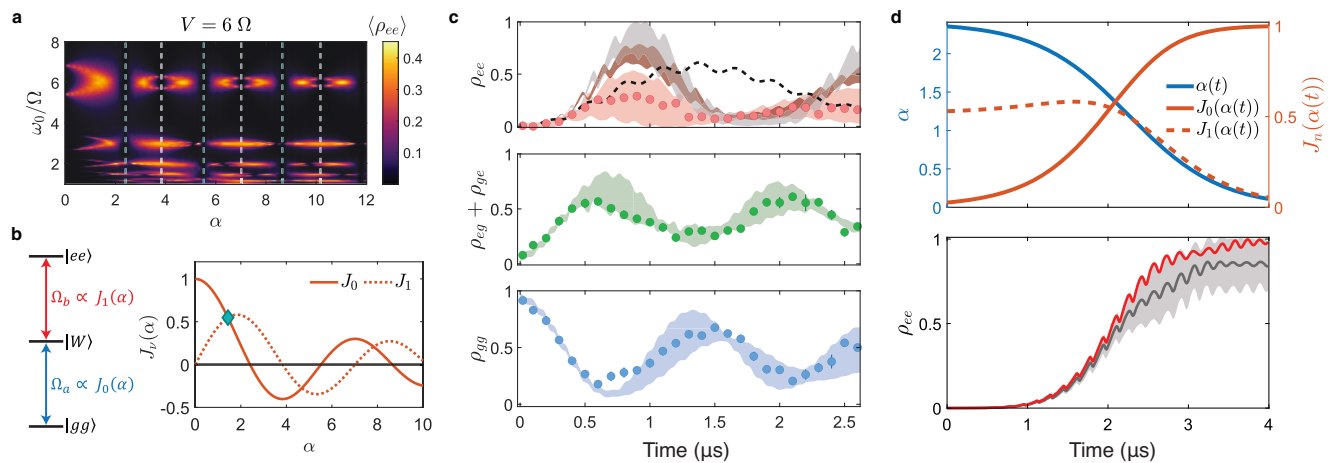 a
V = 6 Ω
⟨ρee⟩
8
6
4
2
ω0/Ω
0 2 4 6 8 10 12
α
0.4
0.3
0.2
0.1
b
|ee⟩
Ωb ∝ J1(α)
|W⟩
Ωa ∝ J0(α)
|gg⟩
J0 J1
1
0.5
0
-0.5
Jν(α)
0 2 4 6 8 10
α
c
ρee
1
0.5
0
ρeg + ρge
1
0.5
0
ρgg
1
0.5
0
0 0.5 1 1.5 2 2.5
Time (μs)
d
α
2
1.5
1
0.5
0
α(t)
J0(α(t))
J1(α(t))
1
0.5
0
Jn(α(t))
ρee
1
0.5
0
0 1 2 3 4
Time (μs)